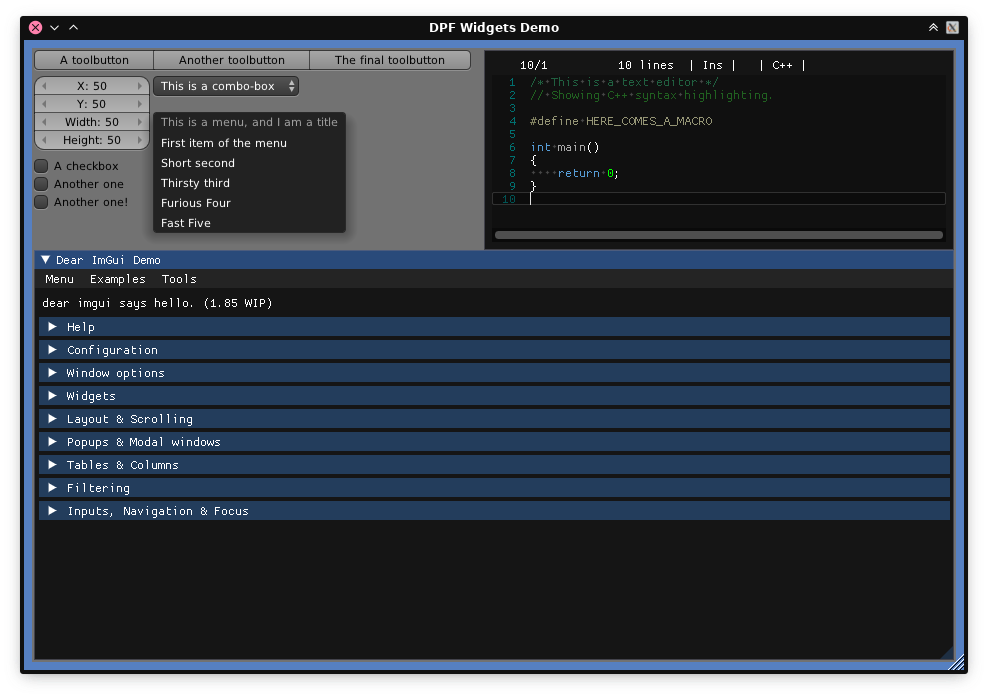 DPF Widgets Demo
A toolbutton Another toolbutton The final toolbutton
X: 50
Y: 50
Width: 50
Height: 50
This is a combo-box
A checkbox
Another one
Another one!
This is a menu, and I am a title
First item of the menu
Short second
Thirsty third
Furious Four
Fast Five
10/1 10 lines | Ins | | C++ |
1 /*·This·is·a·text·editor·*/
2 //·Showing·C++·syntax·highlighting.
3
4 #define·HERE_COMES_A_MACRO
5
6 int·main()
7 {
8 ····return·0;
9 }
10
Dear ImGui Demo
Menu Examples Tools
dear imgui says hello. (1.85 WIP)
Help
Configuration
Window options
Widgets
Layout & Scrolling
Popups & Modal windows
Tables & Columns
Filtering
Inputs, Navigation & Focus